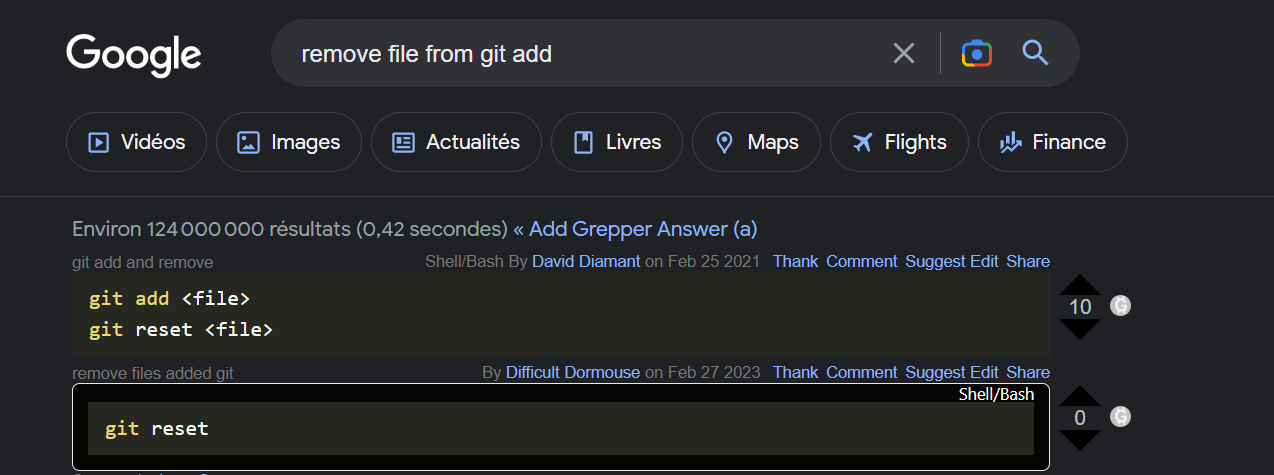 Google
remove file from git add
Vidéos Images Actualités Livres Maps Flights Finance
Environ 124 000 000 résultats (0,42 secondes) « Add Grepper Answer (a)
git add and remove Shell/Bash By David Diamant on Feb 25 2021 Thank Comment Suggest Edit Share
git add <file>
10
git reset <file>
remove files added git By Difficult Dormouse on Feb 27 2023 Thank Comment Suggest Edit Share
Shell/Bash
0
git reset